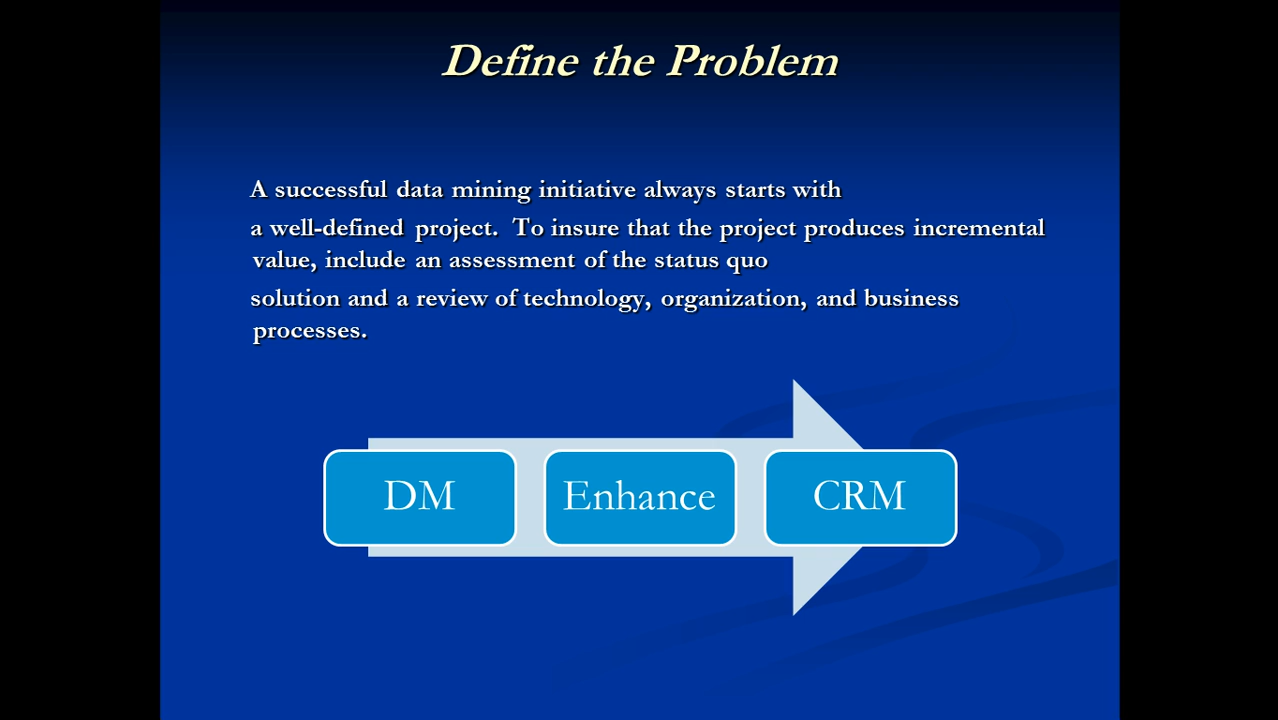 Define the Problem
A successful data mining initiative always starts with
a well-defined project. To insure that the project produces incremental
value, include an assessment of the status quo
solution and a review of technology, organization, and business
processes.
DM
Enhance
CRM